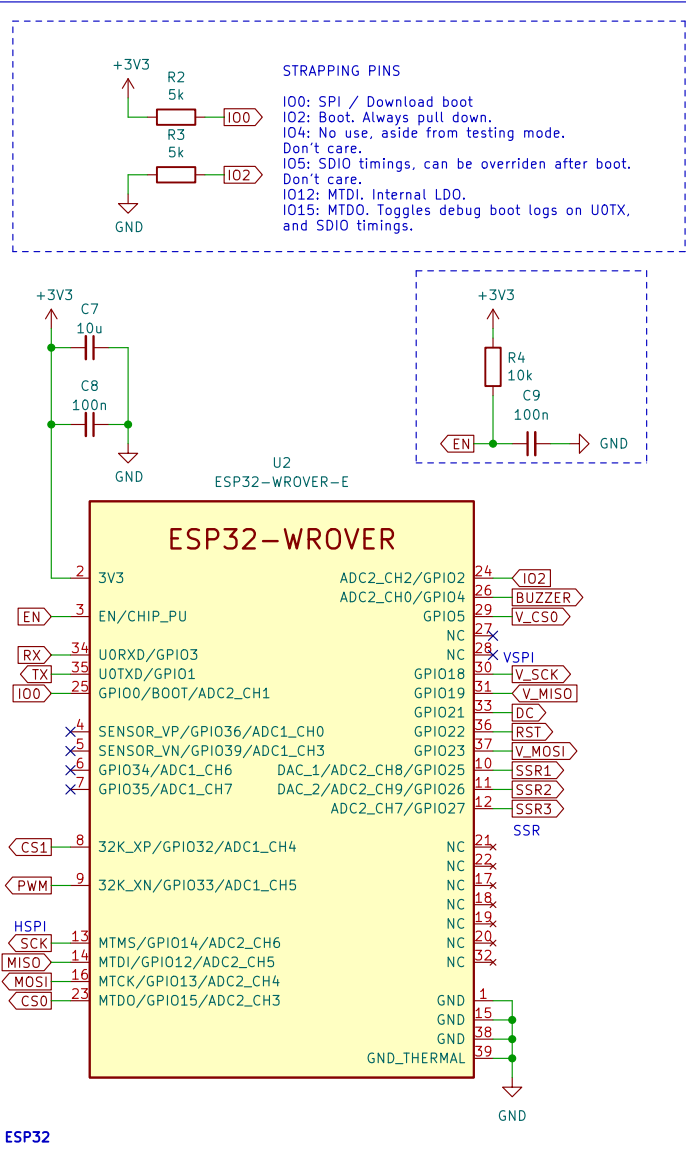 +3V3
R2
5k
IO0
R3
5k
IO2
GND
STRAPPING PINS
IO0: SPI / Download boot
IO2: Boot. Always pull down.
IO4: No use, aside from testing mode.
Don't care.
IO5: SDIO timings, can be overriden after boot.
Don't care.
IO12: MTDI. Internal LDO.
IO15: MTDO. Toggles debug boot logs on U0TX,
and SDIO timings.
+3V3
C7
10u
C8
100n
GND
+3V3
R4
10k
C9
100n
EN
GND
U2
ESP32-WROVER-E
ESP32-WROVER
2 3V3
EN 3 EN/CHIP_PU
RX 34 U0RXD/GPIO3
TX 35 U0TXD/GPIO1
IO0 25 GPIO0/BOOT/ADC2_CH1
4 SENSOR_VP/GPIO36/ADC1_CH0
5 SENSOR_VN/GPIO39/ADC1_CH3
6 GPIO34/ADC1_CH6
7 GPIO35/ADC1_CH7
CS1 8 32K_XP/GPIO32/ADC1_CH4
PWM 9 32K_XN/GPIO33/ADC1_CH5
HSPI
SCK 13 MTMS/GPIO14/ADC2_CH6
MISO 14 MTDI/GPIO12/ADC2_CH5
MOSI 16 MTCK/GPIO13/ADC2_CH4
CS0 23 MTDO/GPIO15/ADC2_CH3
ADC2_CH2/GPIO2 24 IO2
ADC2_CH0/GPIO4 26 BUZZER
GPIO5 29 V_CS0
NC 27
NC 28 VSPI
GPIO18 30 V_SCK
GPIO19 31 V_MISO
GPIO21 33 DC
GPIO22 36 RST
GPIO23 37 V_MOSI
DAC_1/ADC2_CH8/GPIO25 10 SSR1
DAC_2/ADC2_CH9/GPIO26 11 SSR2
ADC2_CH7/GPIO27 12 SSR3
SSR
NC 21
NC 22
NC 17
NC 18
NC 19
NC 20
NC 32
GND 1
GND 15
GND 38
GND_THERMAL 39
GND
ESP32